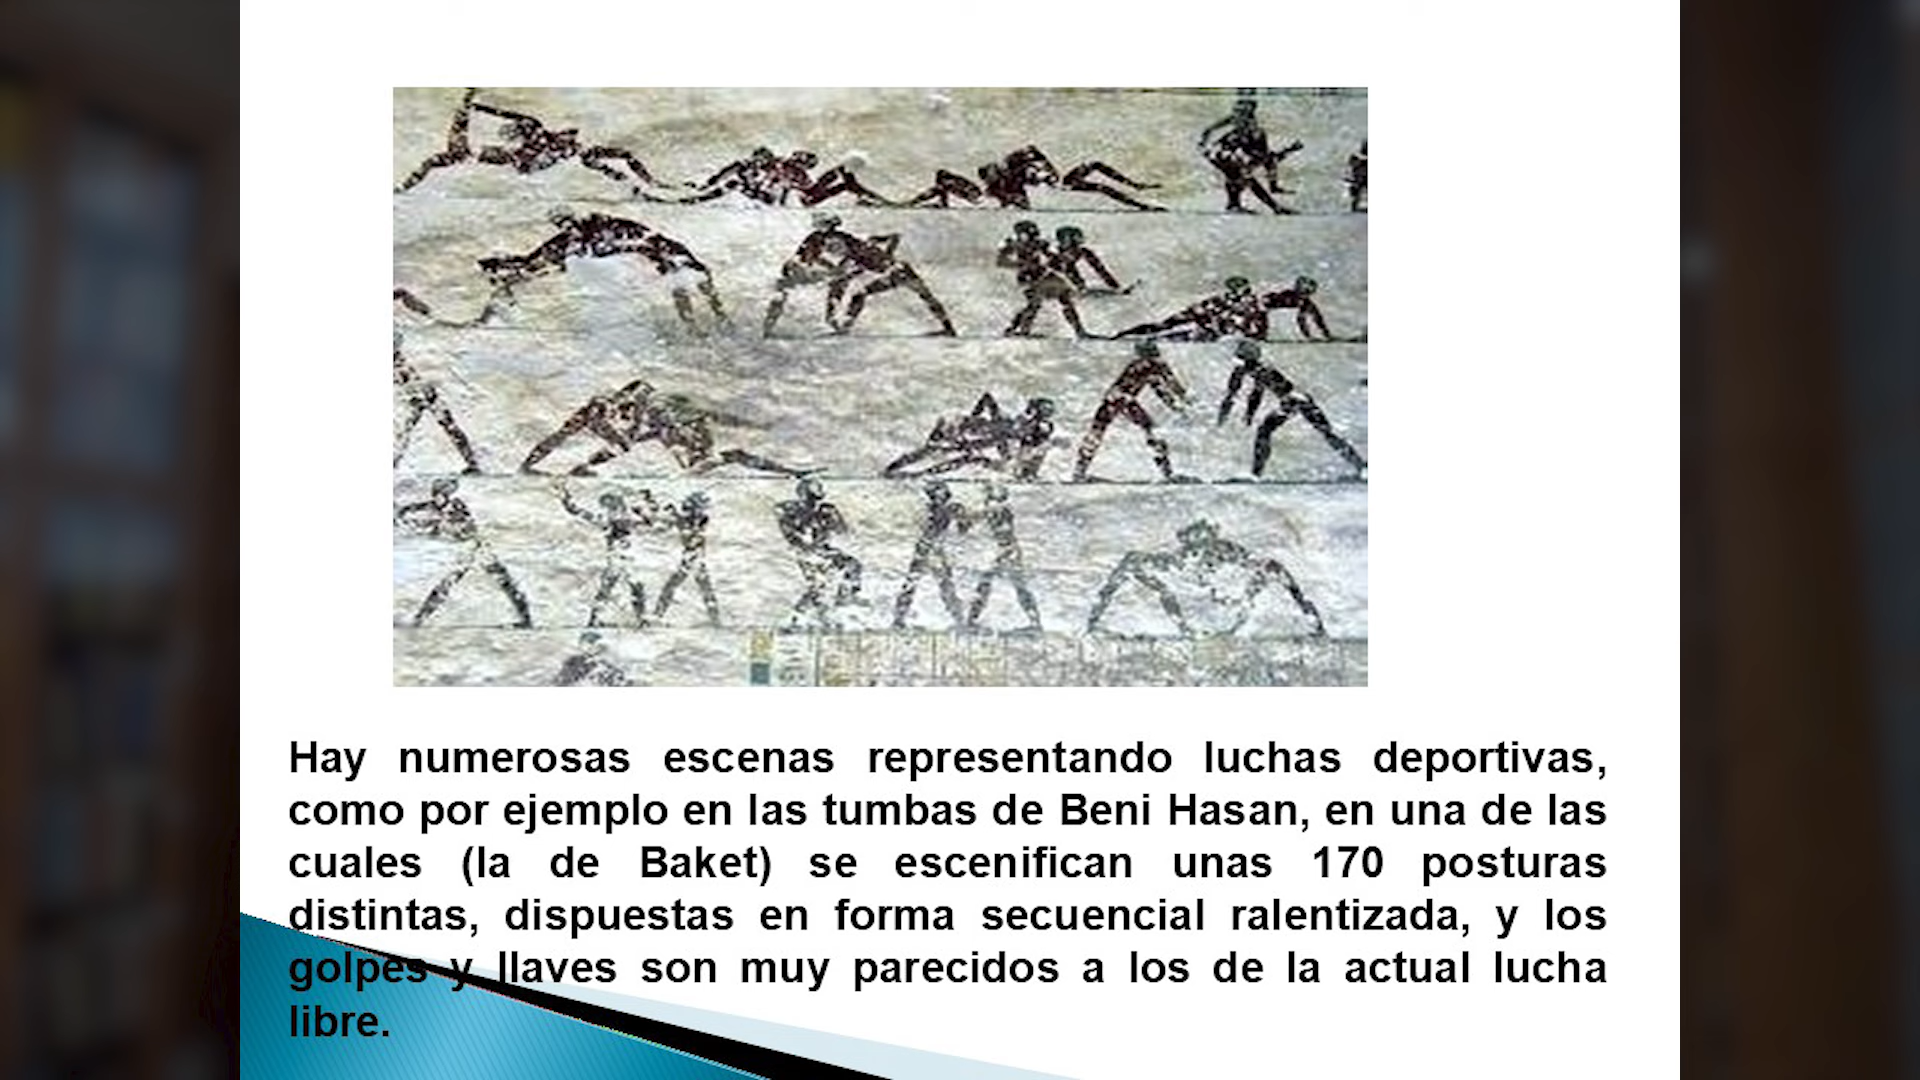 Hay numerosas escenas representando luchas deportivas,
como por ejemplo en las tumbas de Beni Hasan, en una de las
cuales (la de Baket) se escenifican unas 170 posturas
distintas, dispuestas en forma secuencial ralentizada, y los
golpes y llaves son muy parecidos a los de la actual lucha
libre.